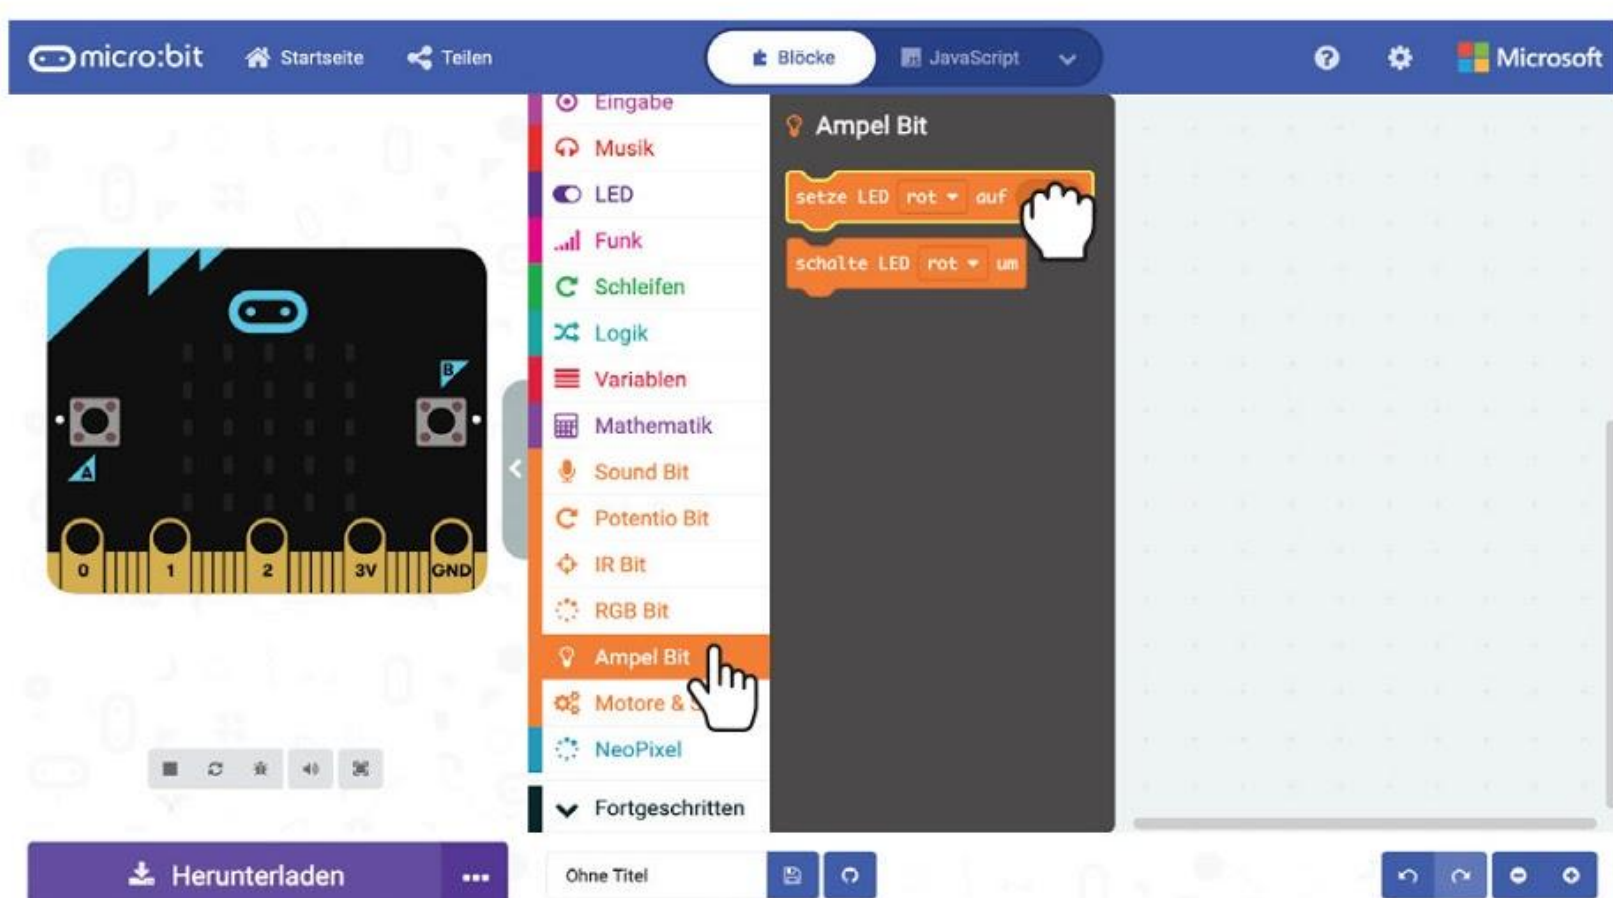 micro:bit
Startseite
Teilen
Blöcke
JavaScript
Microsoft
Eingabe
Musik
LED
Funk
Schleifen
Logik
Variablen
Mathematik
Sound Bit
Potentio Bit
IR Bit
RGB Bit
Ampel Bit
Motore &
NeoPixel
Fortgeschritten
Ampel Bit
setze LED rot auf
schalte LED rot um
B
A
0 1 2 3V GND
Herunterladen
Ohne Titel